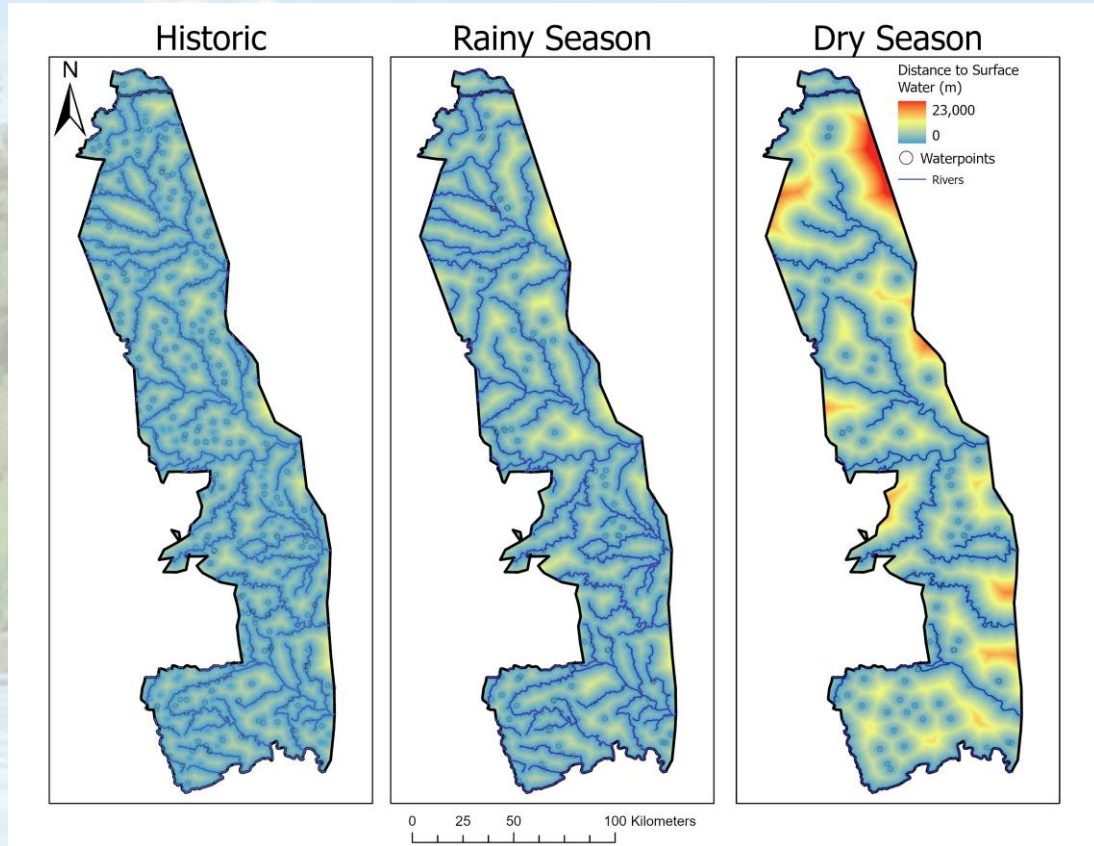 Historic
Rainy Season
Dry Season
N
Distance to Surface
Water (m)
23,000
0
Waterpoints
Rivers
0 25 50 100 Kilometers